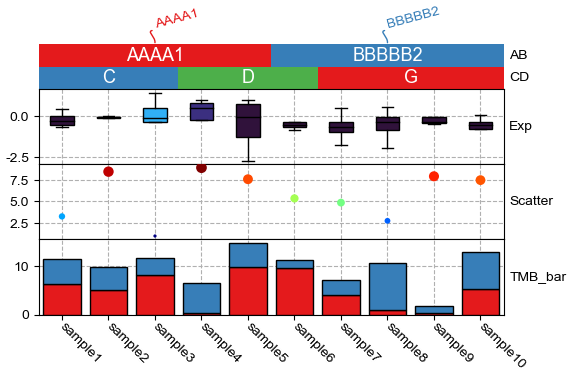 AAAA1 BBBBB2
AAAA1 BBBBB2 AB
C D G CD
0.0
-2.5
Exp
7.5
5.0
2.5
Scatter
10
0
TMB_bar
sample1 sample2 sample3 sample4 sample5 sample6 sample7 sample8 sample9 sample10